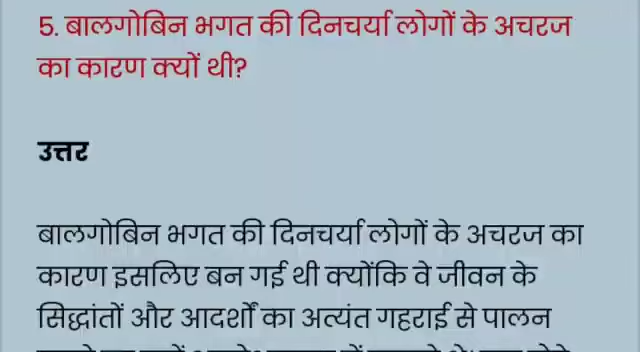 5. बालगोबिन भगत की दिनचर्या लोगों के अचरज
का कारण क्यों थी?
उत्तर
बालगोबिन भगत की दिनचर्या लोगों के अचरज का
कारण इसलिए बन गई थी क्योंकि वे जीवन के
सिद्धांतों और आदर्शों का अत्यंत गहराई से पालन